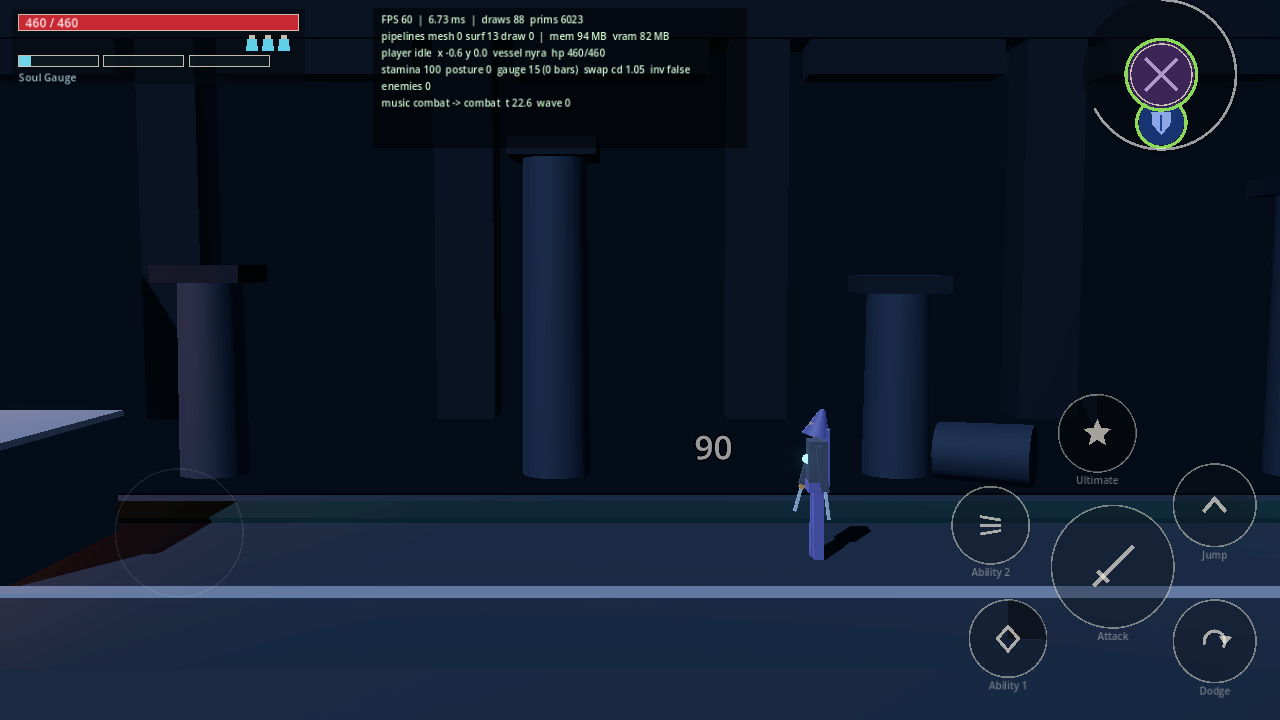 460 / 460
Soul Gauge
FPS 60 | 6.73 ms | draws 88 prims 6023
pipelines mesh 0 surf 13 draw 0 | mem 94 MB vram 82 MB
player idle x -0.6 y 0.0 vessel nyra hp 460/460
stamina 100 posture 0 gauge 15 (0 bars) swap cd 1.05 inv false
enemies 0
music combat -> combat t 22.6 wave 0
90
Ultimate
Jump
Ability 2
Attack
Ability 1
Dodge